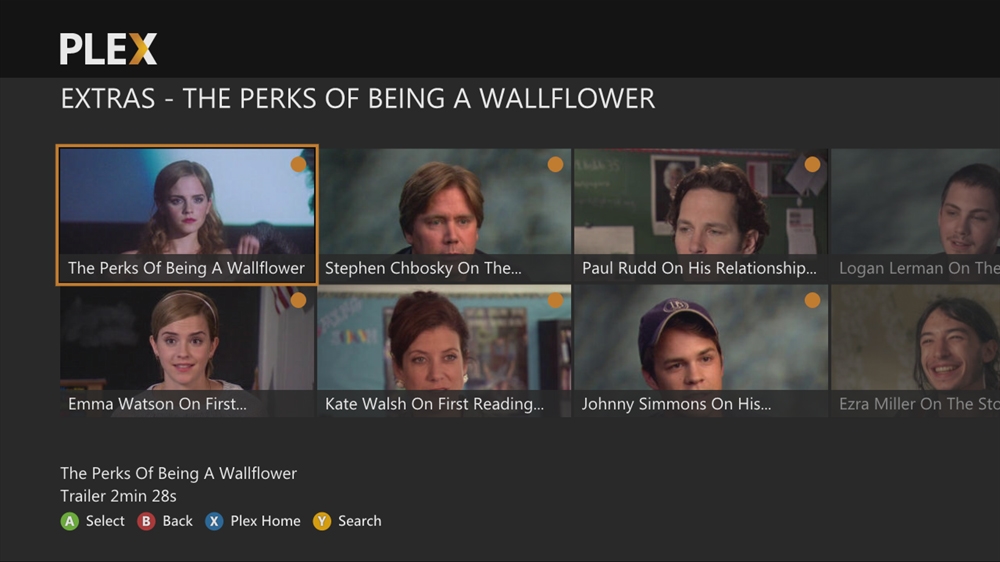 PLEX
EXTRAS - THE PERKS OF BEING A WALLFLOWER
The Perks Of Being A Wallflower
Stephen Chbosky On The...
Paul Rudd On His Relationship...
Logan Lerman On The
Emma Watson On First...
Kate Walsh On First Reading...
Johnny Simmons On His...
Ezra Miller On The Sto
The Perks Of Being A Wallflower
Trailer 2min 28s
A Select B Back X Plex Home Y Search